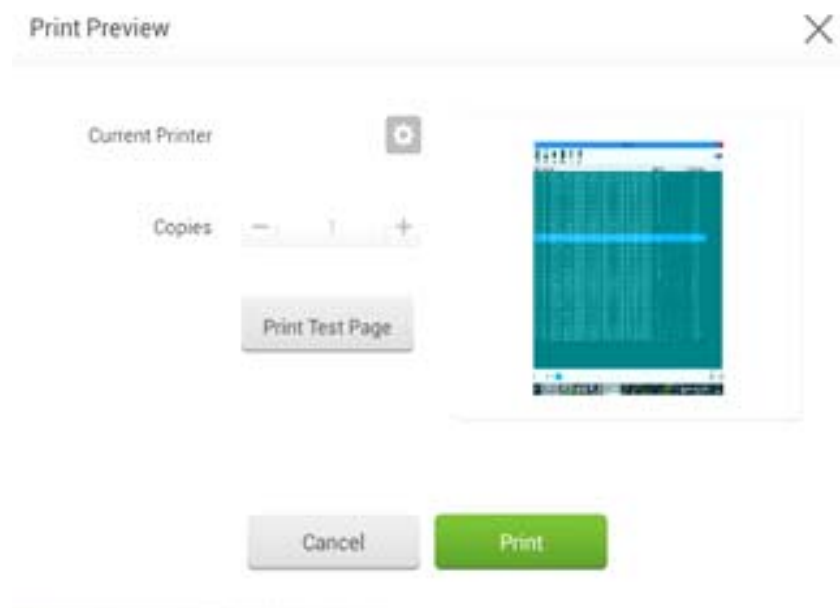 Print Preview
Current Printer
Copies
1
Print Test Page
Cancel
Print